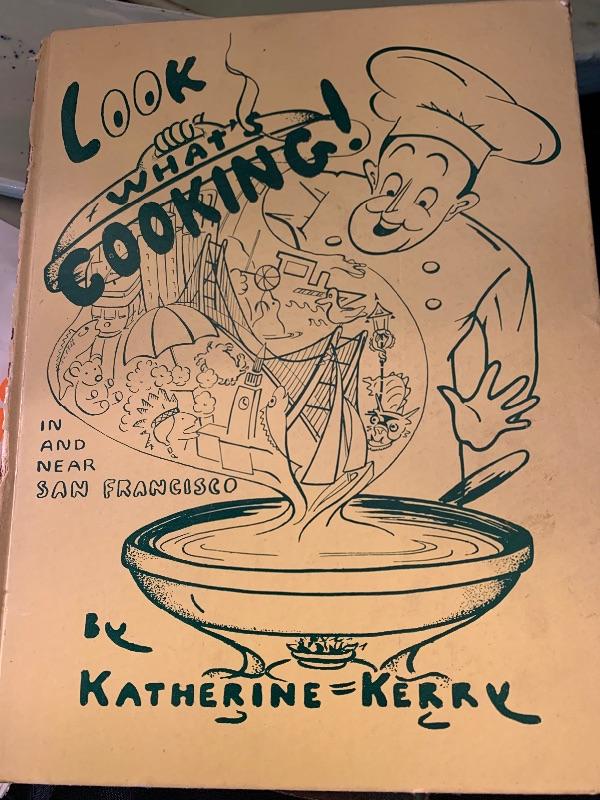 LOOK
WHAT'S
COOKING!
IN
AND
NEAR
SAN FRANCISCO
BY
KATHERINE=KERRY